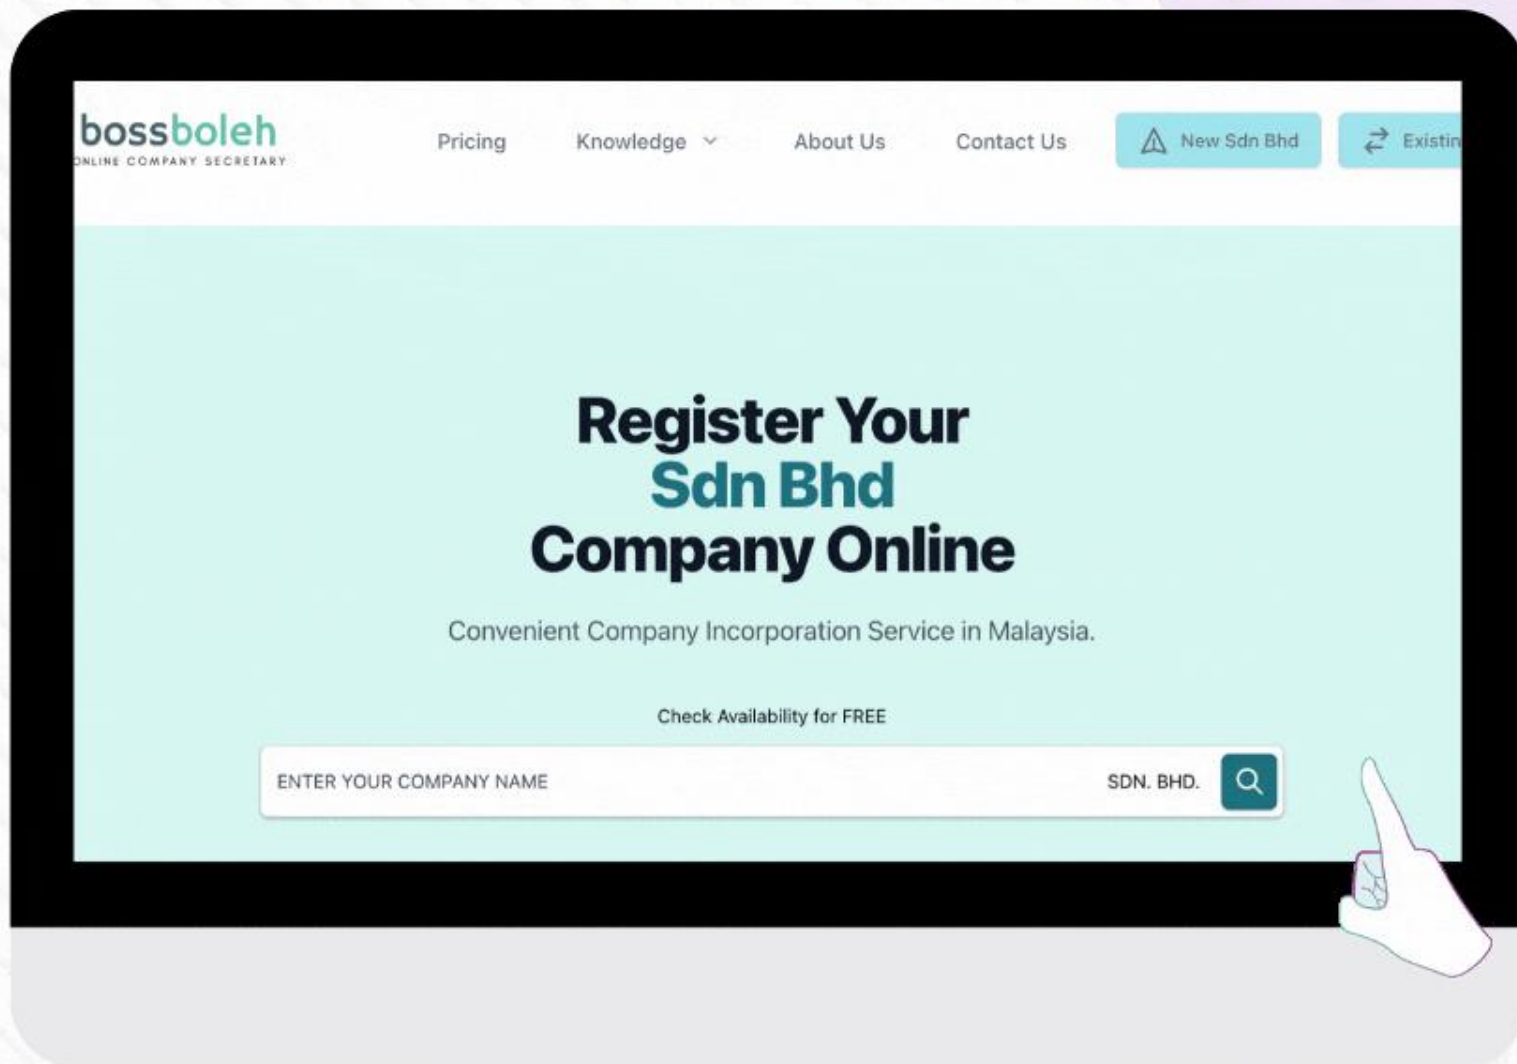 bossboleh
ONLINE COMPANY SECRETARY
Pricing
Knowledge
About Us
Contact Us
New Sdn Bhd
Existin
Register Your
Sdn Bhd
Company Online
Convenient Company Incorporation Service in Malaysia.
Check Availability for FREE
ENTER YOUR COMPANY NAME
SDN. BHD.